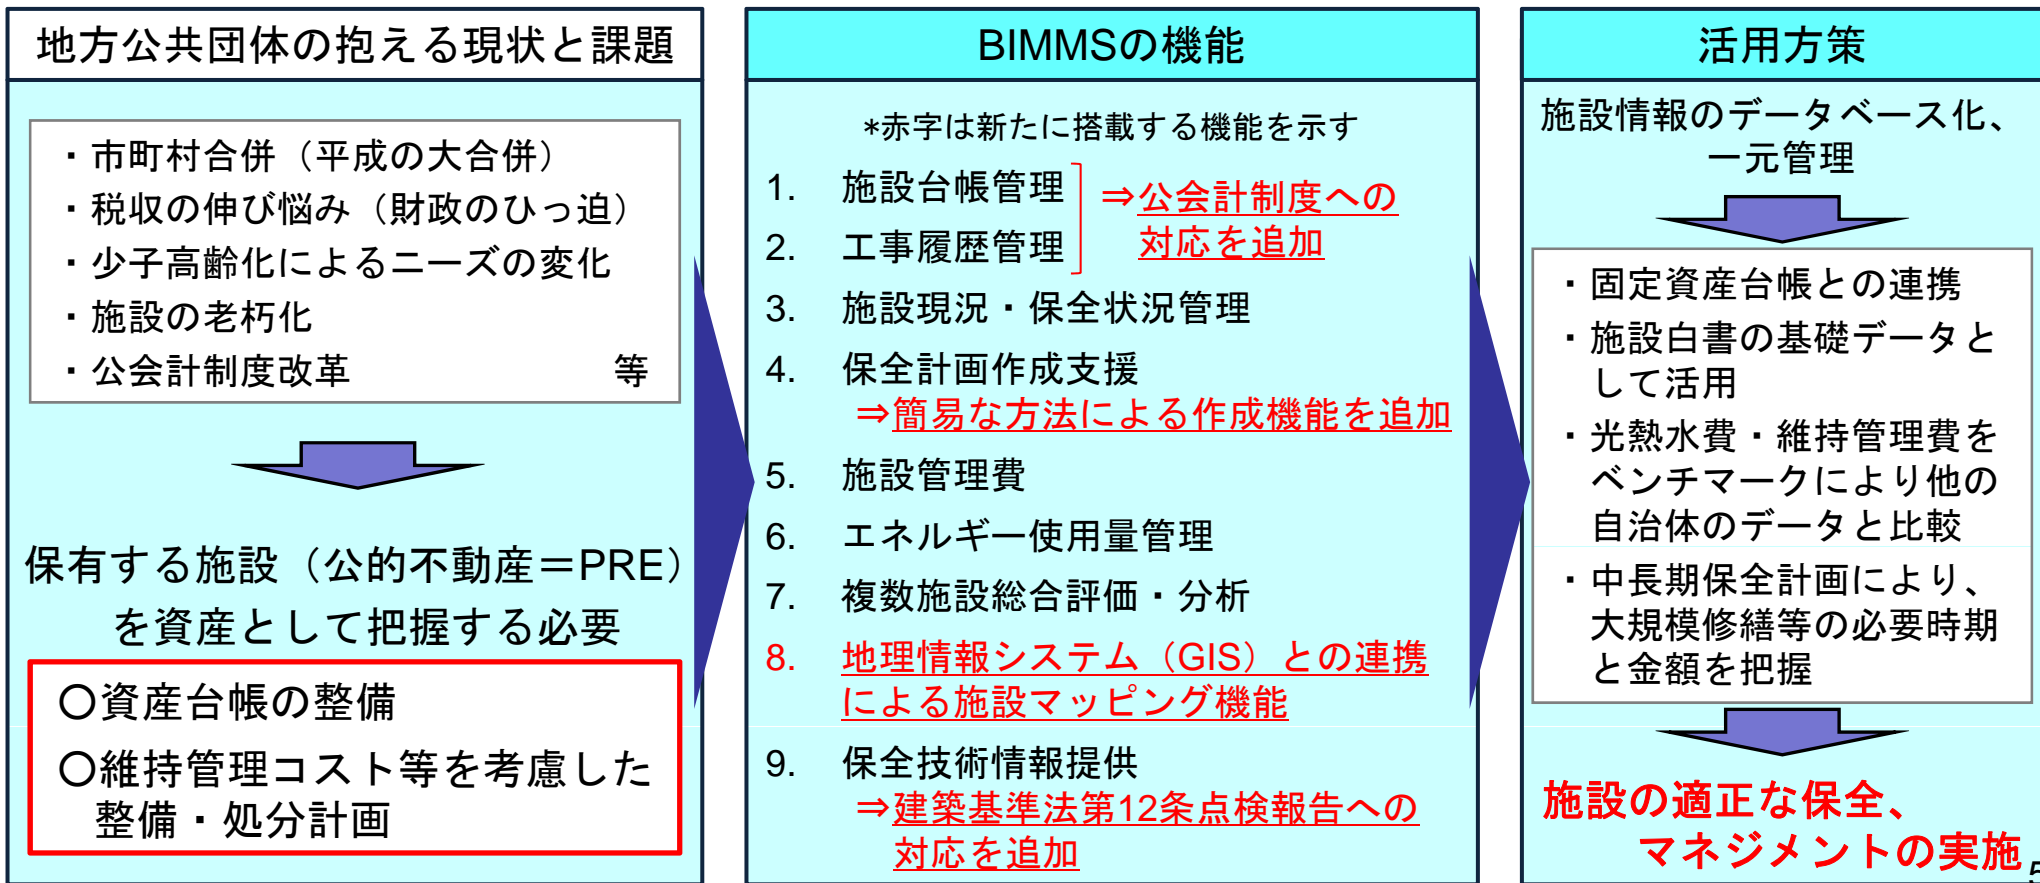 地方公共団体の抱える現状と課題
・市町村合併（平成の大合併）
・税収の伸び悩み（財政のひっ迫）
・少子高齢化によるニーズの変化
・施設の老朽化
・公会計制度改革　等
保有する施設（公的不動産＝PRE）
を資産として把握する必要
〇資産台帳の整備
〇維持管理コスト等を考慮した
整備・処分計画
BIMMSの機能
*赤字は新たに搭載する機能を示す
1. 施設台帳管理
2. 工事履歴管理
⇒公会計制度への
対応を追加
3. 施設現況・保全状況管理
4. 保全計画作成支援
⇒簡易な方法による作成機能を追加
5. 施設管理費
6. エネルギー使用量管理
7. 複数施設総合評価・分析
8. 地理情報システム（GIS）との連携
による施設マッピング機能
9. 保全技術情報提供
⇒建築基準法第12条点検報告への
対応を追加
活用方策
施設情報のデータベース化、
一元管理
・固定資産台帳との連携
・施設白書の基礎データと
して活用
・光熱水費・維持管理費を
ベンチマークにより他の
自治体のデータと比較
・中長期保全計画により、
大規模修繕等の必要時期
と金額を把握
施設の適正な保全、
マネジメントの実施